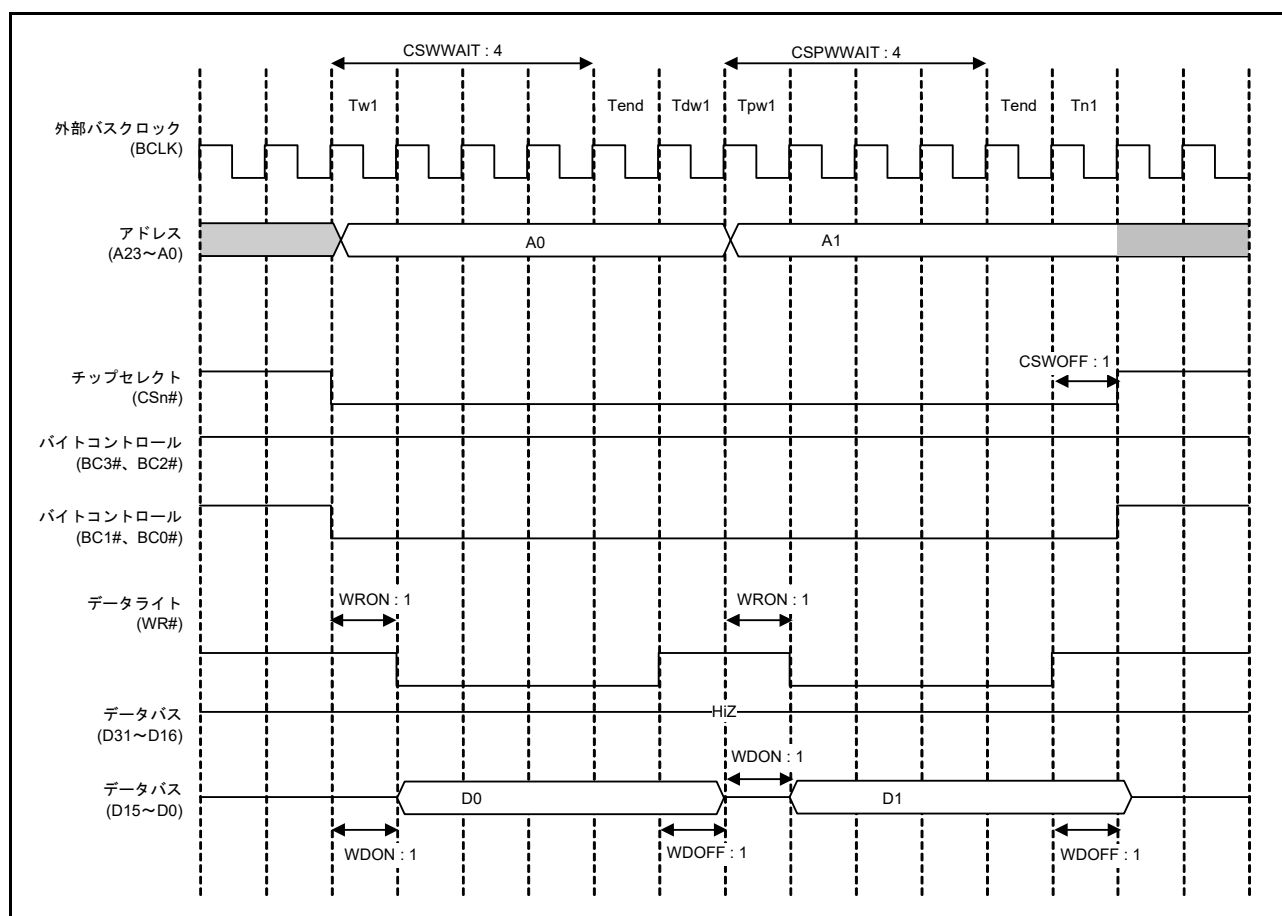 CSWWAIT : 4
CSPWWAIT : 4
Tw1
Tend
Tdw1
Tpw1
Tend
Tn1
外部バスクロック
(BCLK)
アドレス
(A23～A0)
A0
A1
チップセレクト
(CSn#)
CSWOFF : 1
バイトコントロール
(BC3#、BC2#)
バイトコントロール
(BC1#、BC0#)
データライト
(WR#)
WRON : 1
WRON : 1
データバス
(D31～D16)
HiZ
WDON : 1
データバス
(D15～D0)
D0
D1
WDON : 1
WDOFF : 1
WDOFF : 1